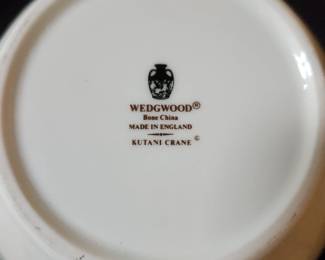 WEDGWOOD®
Bone China
MADE IN ENGLAND
KUTANI CRANE ©